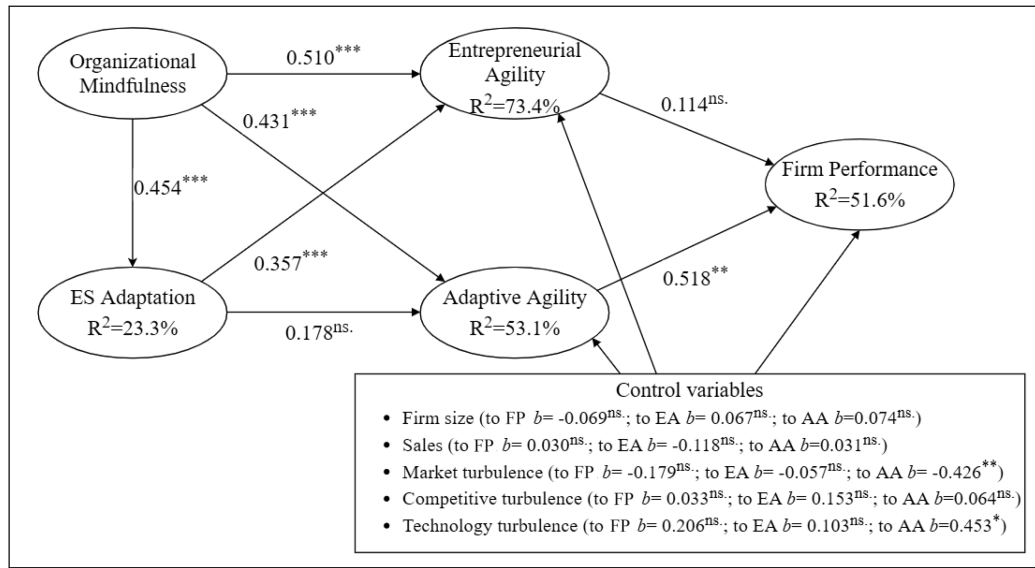 Organizational
Mindfulness
0.510***
Entrepreneurial
Agility
R²=73.4%
0.431***
0.114ns.
0.454***
Firm Performance
R²=51.6%
0.357***
0.518**
ES Adaptation
R²=23.3%
0.178ns.
Adaptive Agility
R²=53.1%
Control variables
• Firm size (to FP b= -0.069ns.; to EA b= 0.067ns.; to AA b=0.074ns.)
• Sales (to FP b= 0.030ns.; to EA b= -0.118ns.; to AA b=0.031ns.)
• Market turbulence (to FP b= -0.179ns.; to EA b= -0.057ns.; to AA b= -0.426**)
• Competitive turbulence (to FP b= 0.033ns.; to EA b= 0.153ns.; to AA b=0.064ns.)
• Technology turbulence (to FP b= 0.206ns.; to EA b= 0.103ns.; to AA b=0.453*)